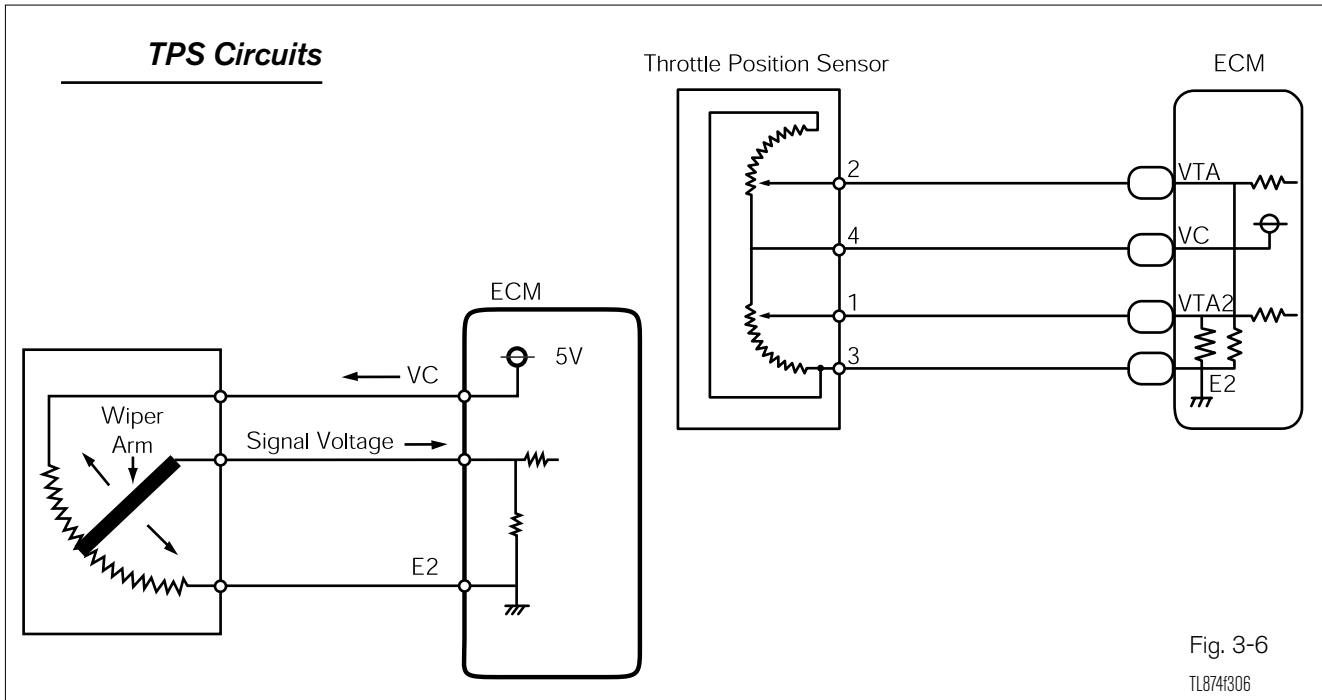 TPS Circuits
Throttle Position Sensor
ECM
2
VTA
4
VC
1
VTA2
3
E2
ECM
5V
VC
Wiper
Arm
Signal Voltage
E2
Fig. 3-6
TL874f306